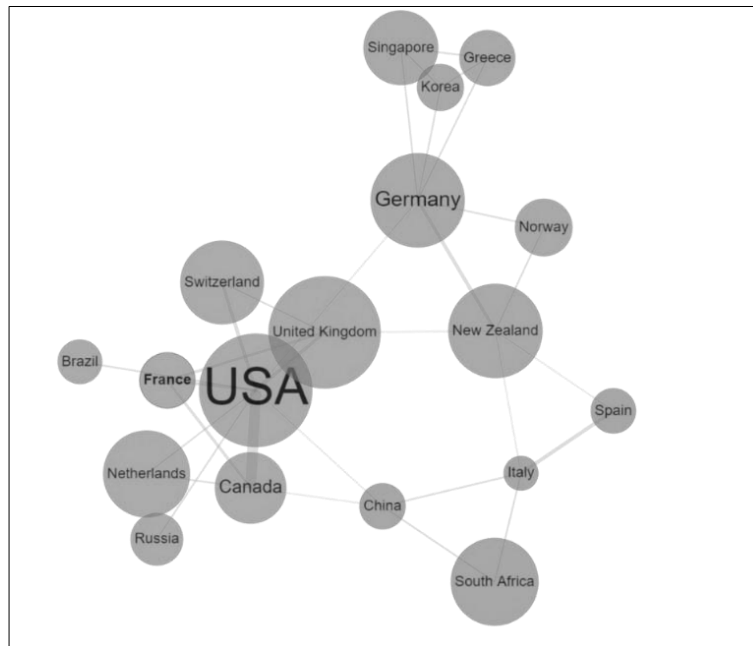 Singapore
Greece
Korea
Germany
Norway
Switzerland
United Kingdom
New Zealand
Brazil
France
USA
Spain
Netherlands
Canada
Italy
China
Russia
South Africa